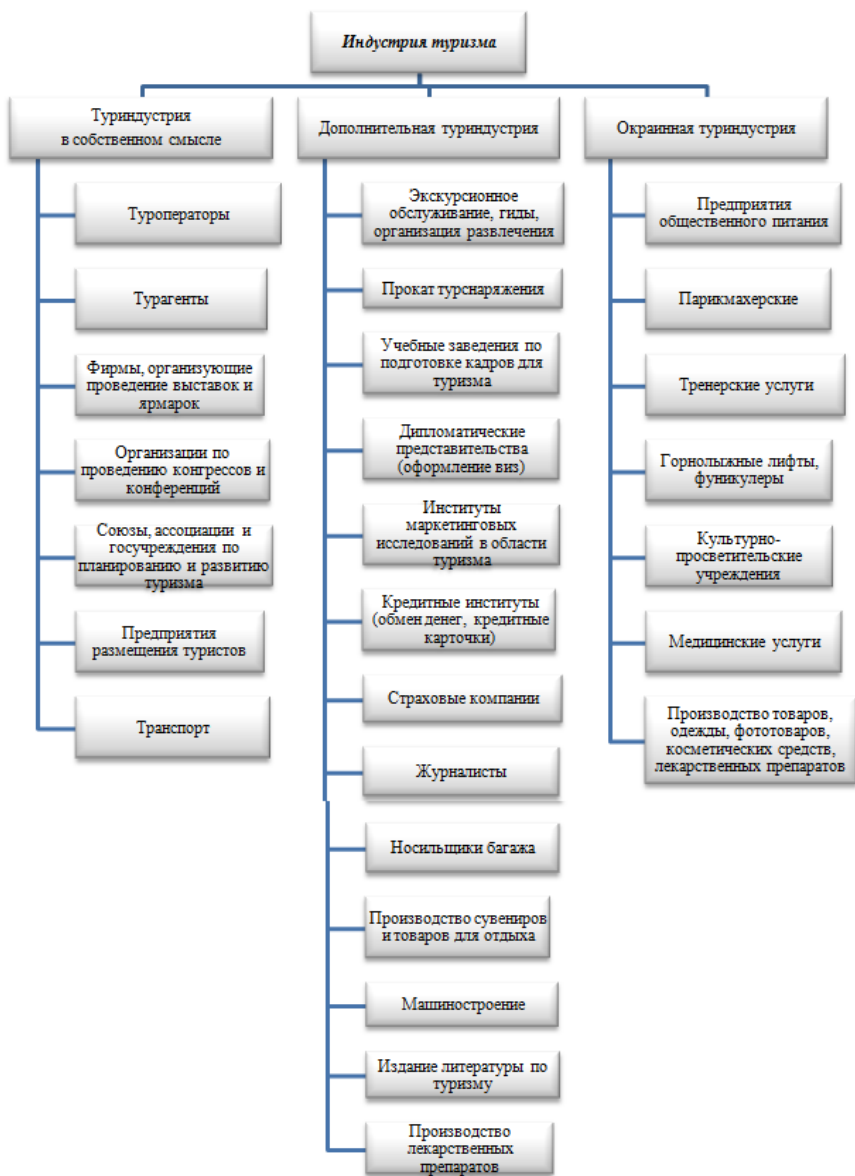 Индустрия туризма
Туриндустрия
в собственном смысле
Туроператоры
Турагенты
Фирмы, организующие
проведение выставок и
ярмарок
Организации по
проведению конгрессов и
конференций
Союзы, ассоциации и
госучреждения по
планированию и развитию
туризма
Предприятия
размещения туристов
Транспорт
Дополнительная туриндустрия
Экскурсионное
обслуживание, гиды,
организация развлечения
Прокат турснаряжения
Учебные заведения по
подготовке кадров для
туризма
Дипломатические
представительства
(оформление виз)
Институты
маркетинговых
исследований в области
туризма
Кредитные институты
(обмен денег, кредитные
карточки)
Страховые компании
Журналисты
Носильщики багажа
Производство сувениров
и товаров для отдыха
Машиностроение
Издание литературы по
туризму
Производство
лекарственных
препаратов
Окраинная туриндустрия
Предприятия
общественного питания
Парикмахерские
Тренерские услуги
Горнолыжные лифты,
фуникулеры
Культурно-
просветительские
учреждения
Медицинские услуги
Производство товаров,
одежды, фототоваров,
косметических средств,
лекарственных препаратов